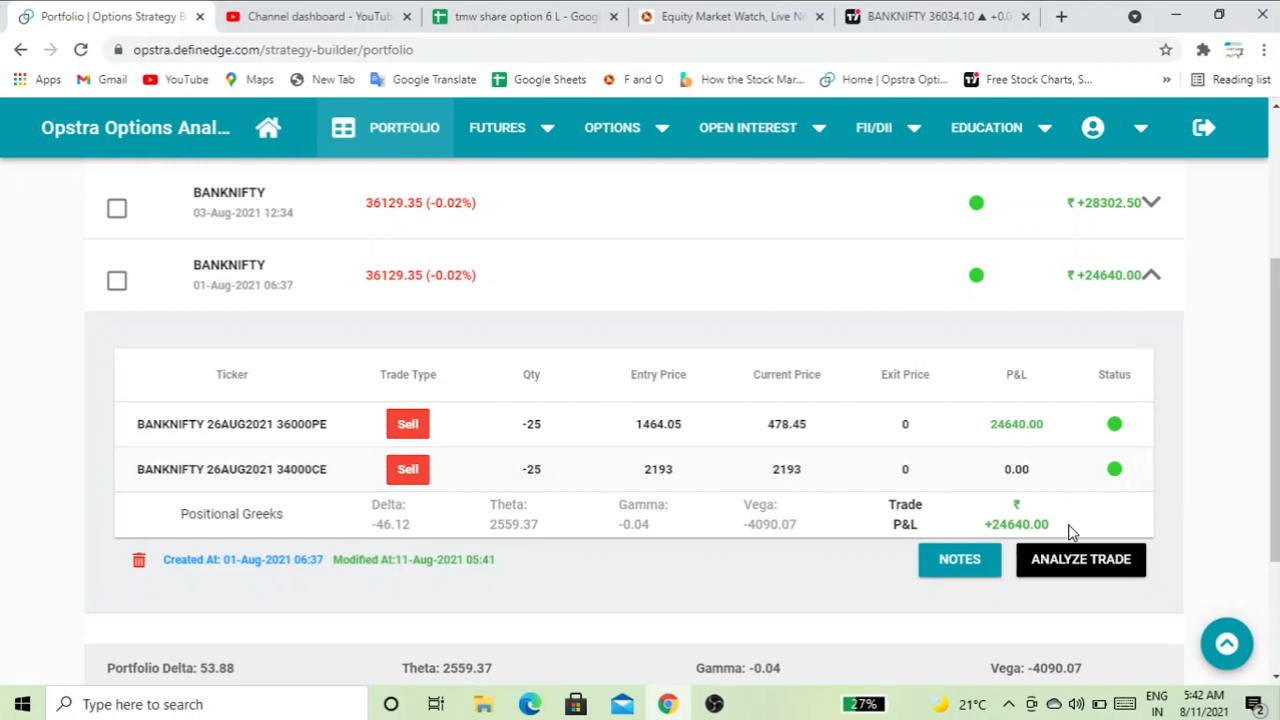 Portfolio | Options Strategy B
Channel dashboard - YouTub
tmw share option 6 L - Goog
Equity Market Watch, Live Ni
BANKNIFTY 36034.10 ▲ +0.0
opstra.definedge.com/strategy-builder/portfolio
Apps
Gmail
YouTube
Maps
New Tab
Google Translate
Google Sheets
F and O
How the Stock Mar...
Home | Opstra Opti...
Free Stock Charts, S...
»
Reading list
Opstra Options Anal...
PORTFOLIO
FUTURES
OPTIONS
OPEN INTEREST
FII/DII
EDUCATION
BANKNIFTY
03-Aug-2021 12:34
36129.35 (-0.02%)
₹ +28302.50
BANKNIFTY
01-Aug-2021 06:37
36129.35 (-0.02%)
₹ +24640.00
Ticker Trade Type Qty Entry Price Current Price Exit Price P&L Status
BANKNIFTY 26AUG2021 36000PE Sell -25 1464.05 478.45 0 24640.00
BANKNIFTY 26AUG2021 34000CE Sell -25 2193 2193 0 0.00
Positional Greeks
Delta:
-46.12
Theta:
2559.37
Gamma:
-0.04
Vega:
-4090.07
Trade
P&L
₹
+24640.00
Created At: 01-Aug-2021 06:37 Modified At:11-Aug-2021 05:41
NOTES
ANALYZE TRADE
Portfolio Delta: 53.88 Theta: 2559.37 Gamma: -0.04 Vega: -4090.07
Type here to search
27%
21°C
ENG
IN
5:42 AM
8/11/2021
2